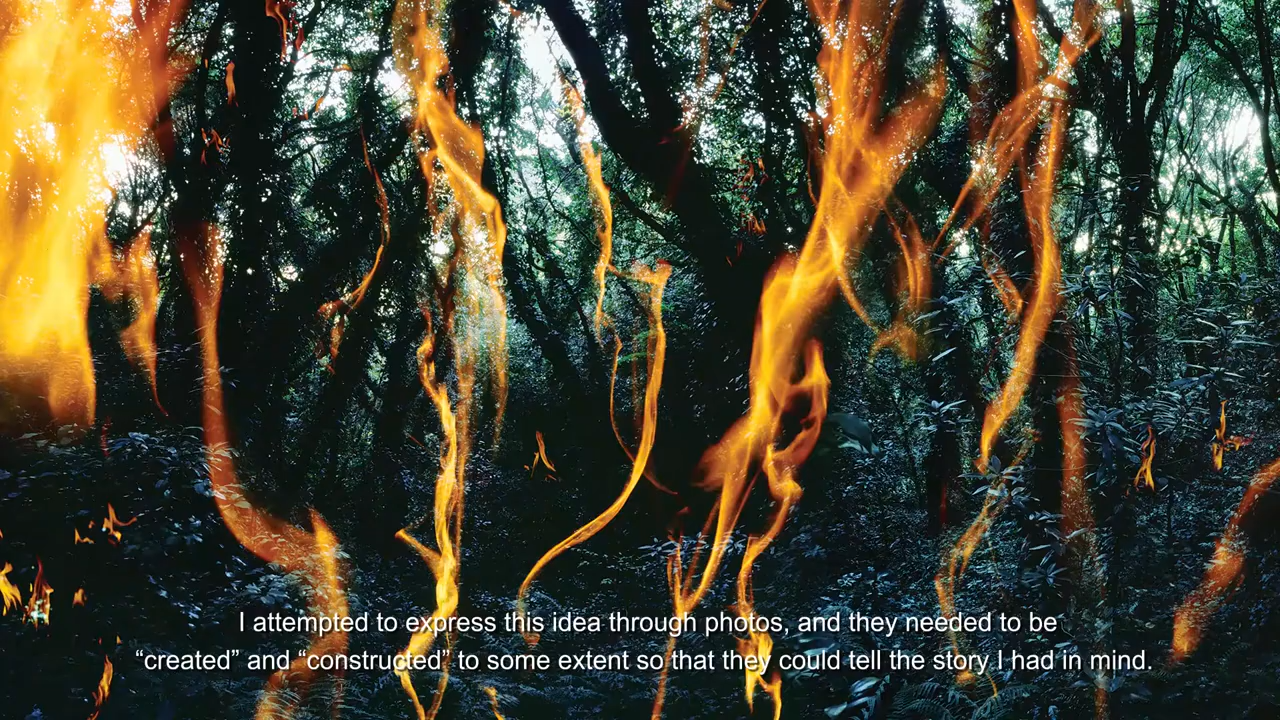 I attempted to express this idea through photos, and they needed to be
“created” and “constructed” to some extent so that they could tell the story I had in mind.